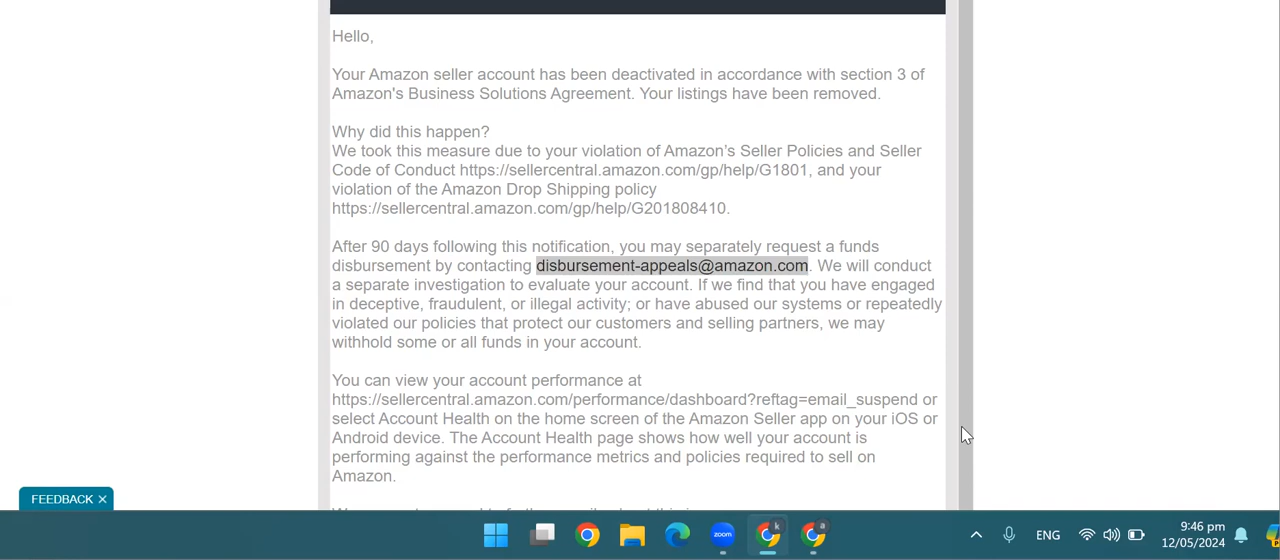 Hello,
Your Amazon seller account has been deactivated in accordance with section 3 of
Amazon's Business Solutions Agreement. Your listings have been removed.
Why did this happen?
We took this measure due to your violation of Amazon’s Seller Policies and Seller
Code of Conduct https://sellercentral.amazon.com/gp/help/G1801, and your
violation of the Amazon Drop Shipping policy
https://sellercentral.amazon.com/gp/help/G201808410.
After 90 days following this notification, you may separately request a funds
disbursement by contacting disbursement-appeals@amazon.com. We will conduct
a separate investigation to evaluate your account. If we find that you have engaged
in deceptive, fraudulent, or illegal activity; or have abused our systems or repeatedly
violated our policies that protect our customers and selling partners, we may
withhold some or all funds in your account.
You can view your account performance at
https://sellercentral.amazon.com/performance/dashboard?reftag=email_suspend or
select Account Health on the home screen of the Amazon Seller app on your iOS or
Android device. The Account Health page shows how well your account is
performing against the performance metrics and policies required to sell on
Amazon.
FEEDBACK
zoom
k
a
ENG
9:46 pm
12/05/2024